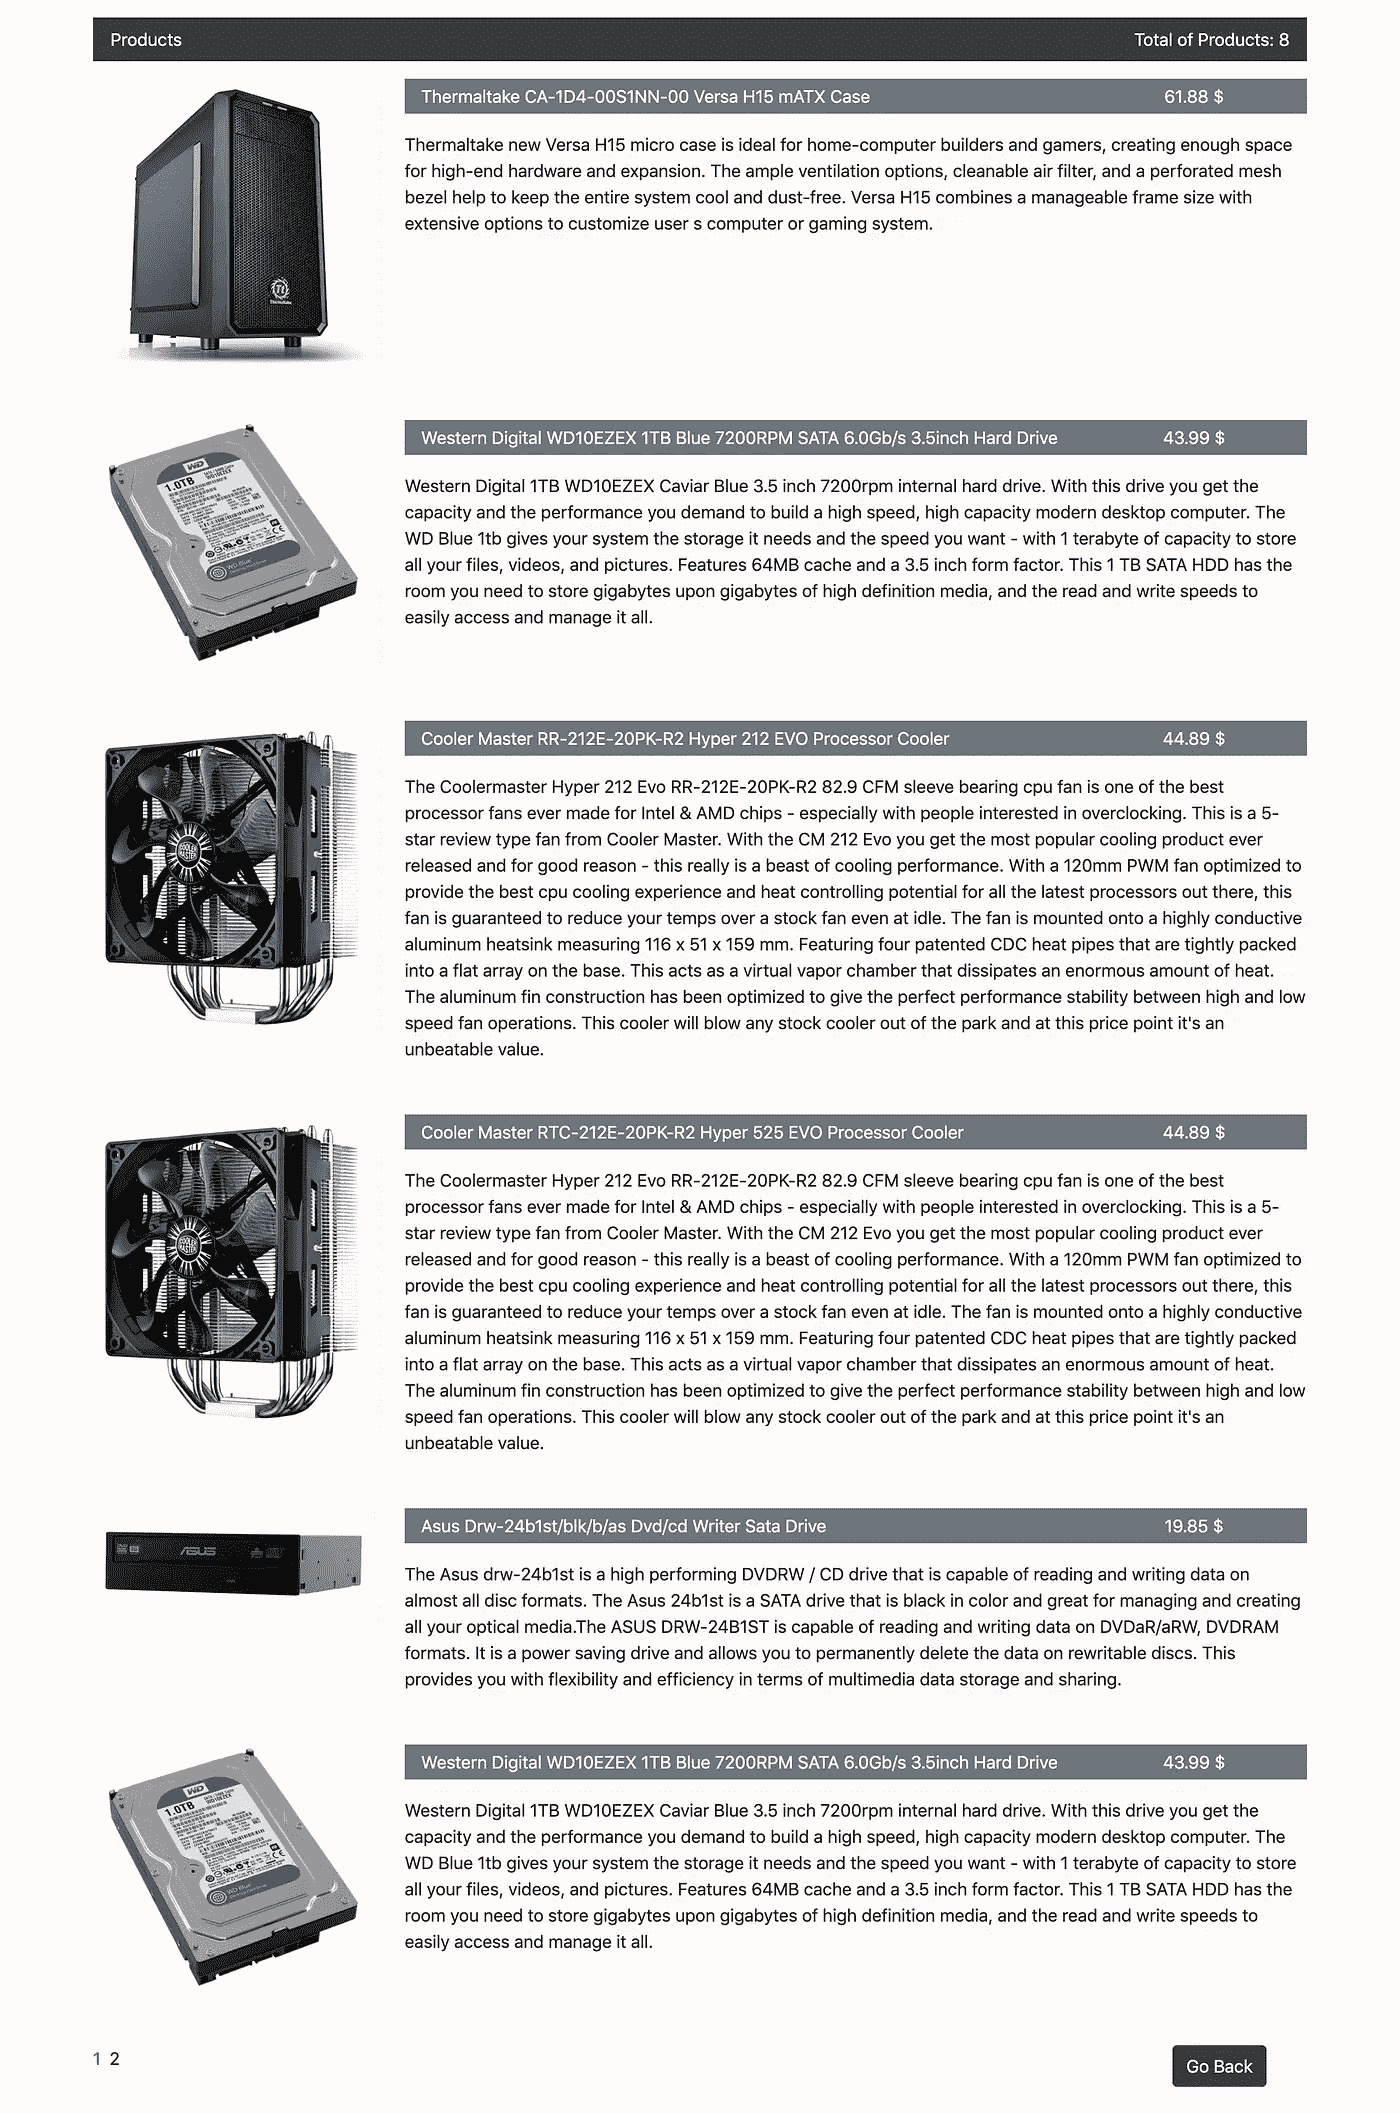 Products
Total of Products: 8
Thermaltake CA-1D4-00S1NN-00 Versa H15 mATX Case
61.88 $
Thermaltake new Versa H15 micro case is ideal for home-computer builders and gamers, creating enough space
for high-end hardware and expansion. The ample ventilation options, cleanable air filter, and a perforated mesh
bezel help to keep the entire system cool and dust-free. Versa H15 combines a manageable frame size with
extensive options to customize user s computer or gaming system.
Thermaltake
WD
1.0TB
WD10EZEX
WD Blue
Western Digital WD10EZEX 1TB Blue 7200RPM SATA 6.0Gb/s 3.5inch Hard Drive
43.99 $
Western Digital 1TB WD10EZEX Caviar Blue 3.5 inch 7200rpm internal hard drive. With this drive you get the
capacity and the performance you demand to build a high speed, high capacity modern desktop computer. The
WD Blue 1tb gives your system the storage it needs and the speed you want - with 1 terabyte of capacity to store
all your files, videos, and pictures. Features 64MB cache and a 3.5 inch form factor. This 1 TB SATA HDD has the
room you need to store gigabytes upon gigabytes of high definition media, and the read and write speeds to
easily access and manage it all.
COOLER
MASTER
Cooler Master RR-212E-20PK-R2 Hyper 212 EVO Processor Cooler
44.89 $
The Coolermaster Hyper 212 Evo RR-212E-20PK-R2 82.9 CFM sleeve bearing cpu fan is one of the best
processor fans ever made for Intel & AMD chips - especially with people interested in overclocking. This is a 5-
star review type fan from Cooler Master. With the CM 212 Evo you get the most popular cooling product ever
released and for good reason - this really is a beast of cooling performance. With a 120mm PWM fan optimized to
provide the best cpu cooling experience and heat controlling potential for all the latest processors out there, this
fan is guaranteed to reduce your temps over a stock fan even at idle. The fan is mounted onto a highly conductive
aluminum heatsink measuring 116 x 51 x 159 mm. Featuring four patented CDC heat pipes that are tightly packed
into a flat array on the base. This acts as a virtual vapor chamber that dissipates an enormous amount of heat.
The aluminum fin construction has been optimized to give the perfect performance stability between high and low
speed fan operations. This cooler will blow any stock cooler out of the park and at this price point it's an
unbeatable value.
COOLER
MASTER
Cooler Master RTC-212E-20PK-R2 Hyper 525 EVO Processor Cooler
44.89 $
The Coolermaster Hyper 212 Evo RR-212E-20PK-R2 82.9 CFM sleeve bearing cpu fan is one of the best
processor fans ever made for Intel & AMD chips - especially with people interested in overclocking. This is a 5-
star review type fan from Cooler Master. With the CM 212 Evo you get the most popular cooling product ever
released and for good reason - this really is a beast of cooling performance. With a 120mm PWM fan optimized to
provide the best cpu cooling experience and heat controlling potential for all the latest processors out there, this
fan is guaranteed to reduce your temps over a stock fan even at idle. The fan is mounted onto a highly conductive
aluminum heatsink measuring 116 x 51 x 159 mm. Featuring four patented CDC heat pipes that are tightly packed
into a flat array on the base. This acts as a virtual vapor chamber that dissipates an enormous amount of heat.
The aluminum fin construction has been optimized to give the perfect performance stability between high and low
speed fan operations. This cooler will blow any stock cooler out of the park and at this price point it's an
unbeatable value.
ASUS
Asus Drw-24b1st/blk/b/as Dvd/cd Writer Sata Drive
19.85 $
The Asus drw-24b1st is a high performing DVDRW / CD drive that is capable of reading and writing data on
almost all disc formats. The Asus 24b1st is a SATA drive that is black in color and great for managing and creating
all your optical media.The ASUS DRW-24B1ST is capable of reading and writing data on DVDaR/aRW, DVDRAM
formats. It is a power saving drive and allows you to permanently delete the data on rewritable discs. This
provides you with flexibility and efficiency in terms of multimedia data storage and sharing.
WD
1.0TB
WD10EZEX
WD Blue
Western Digital WD10EZEX 1TB Blue 7200RPM SATA 6.0Gb/s 3.5inch Hard Drive
43.99 $
Western Digital 1TB WD10EZEX Caviar Blue 3.5 inch 7200rpm internal hard drive. With this drive you get the
capacity and the performance you demand to build a high speed, high capacity modern desktop computer. The
WD Blue 1tb gives your system the storage it needs and the speed you want - with 1 terabyte of capacity to store
all your files, videos, and pictures. Features 64MB cache and a 3.5 inch form factor. This 1 TB SATA HDD has the
room you need to store gigabytes upon gigabytes of high definition media, and the read and write speeds to
easily access and manage it all.
1 2
Go Back